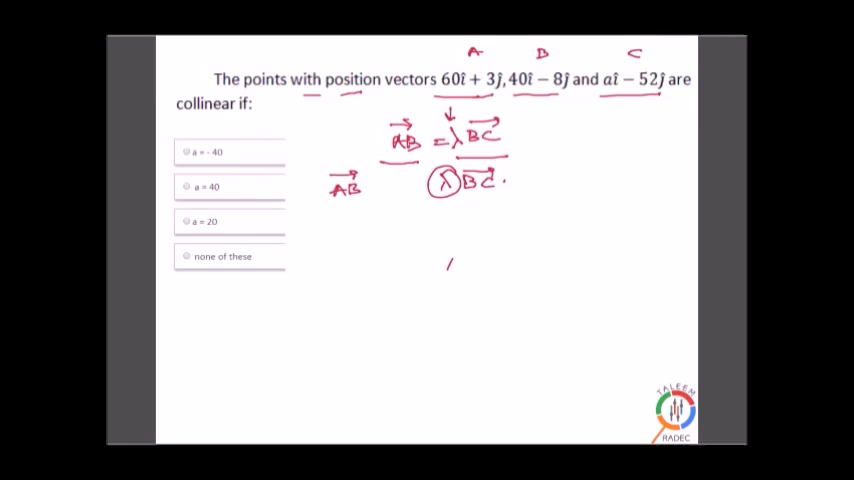 A B C
The points with position vectors 60î + 3ĵ, 40î − 8ĵ and aî − 52ĵ are
collinear if:
AB = λBC
a = - 40
AB λ BC.
a = 40
a = 20
none of these
TALEEM
RADEC